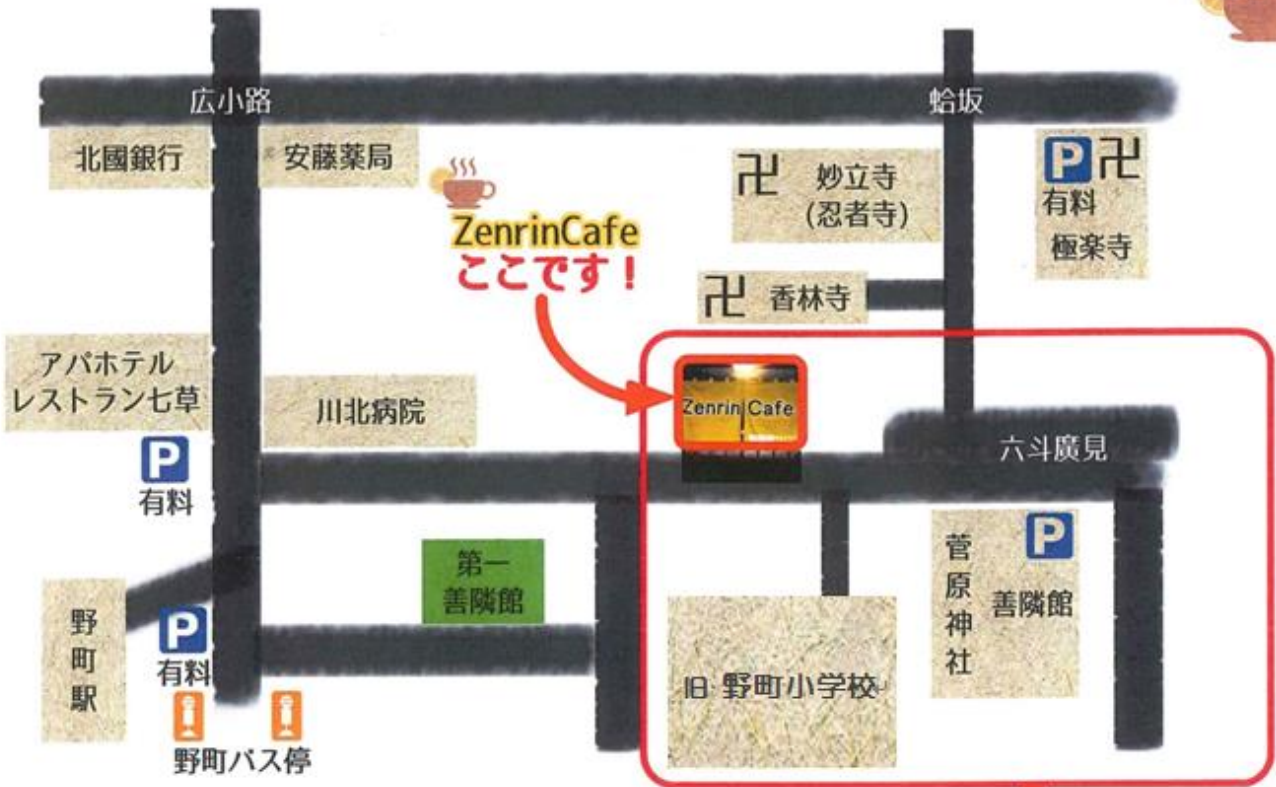 広小路
蛤坂
北國銀行
安藤薬局
卍 妙立寺
(忍者寺)
P 卍
有料
極楽寺
ZenrinCafe
ここです!
卍 香林寺
アパホテル
レストラン七草
川北病院
Zenrin Cafe
六斗廣見
P
有料
第一
善隣館
菅原神社
P
善隣館
野町駅
P
有料
旧 野町小学校
野町バス停